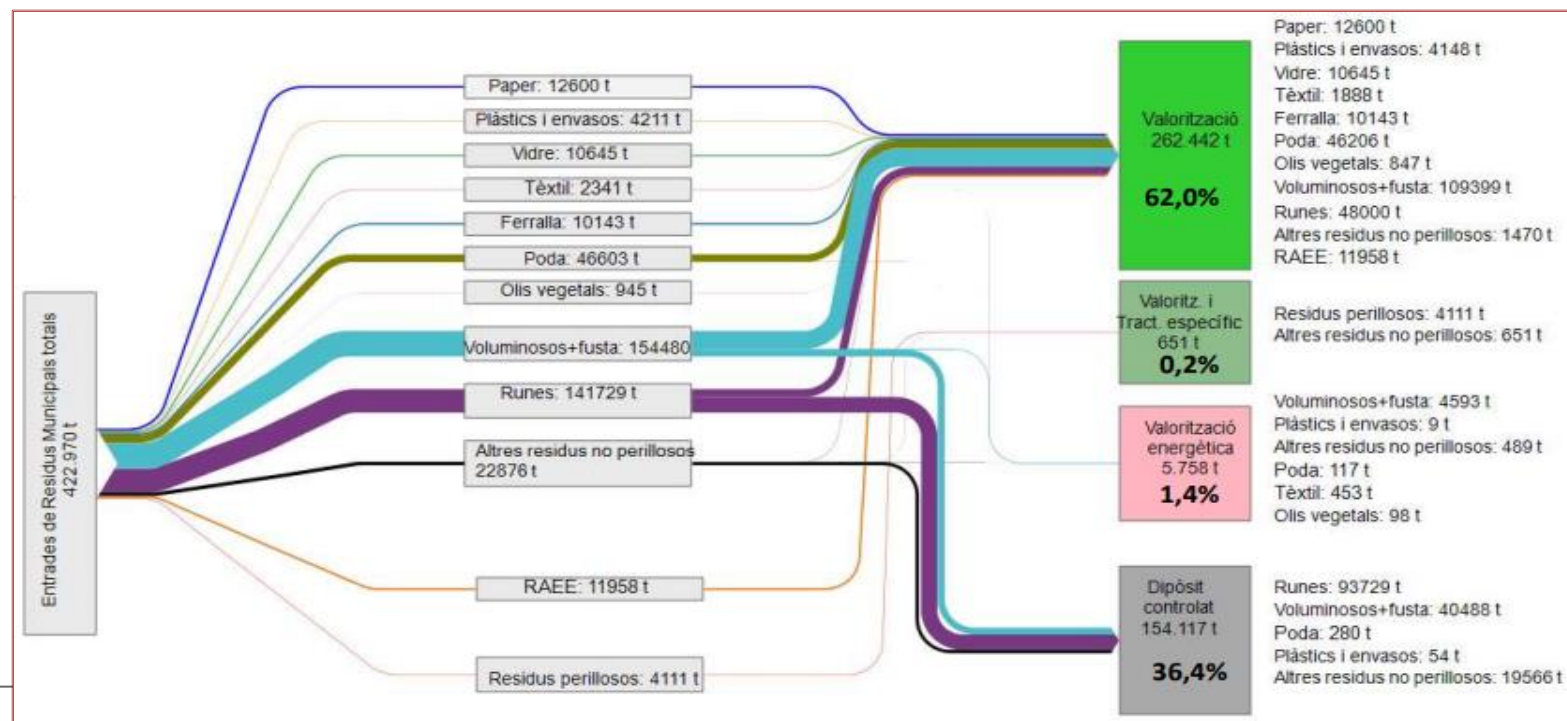 Entrades de Residus Municipals totals
422.970 t
Paper: 12600 t
Plàstics i envasos: 4211 t
Vidre: 10645 t
Tèxtil: 2341 t
Ferralla: 10143 t
Poda: 46603 t
Olis vegetals: 945 t
Voluminosos+fusta: 154480
Runes: 141729 t
Altres residus no perillosos
22876 t
RAEE: 11958 t
Residus perillosos: 4111 t
Valorització
262.442 t
62,0%
Paper: 12600 t
Plàstics i envasos: 4148 t
Vidre: 10645 t
Tèxtil: 1888 t
Ferralla: 10143 t
Poda: 46206 t
Olis vegetals: 847 t
Voluminosos+fusta: 109399 t
Runes: 48000 t
Altres residus no perillosos: 1470 t
RAEE: 11958 t
Valoritz. i
Tract. específic
651 t
0,2%
Residus perillosos: 4111 t
Altres residus no perillosos: 651 t
Valorització
energètica
5.758 t
1,4%
Voluminosos+fusta: 4593 t
Plàstics i envasos: 9 t
Altres residus no perillosos: 489 t
Poda: 117 t
Tèxtil: 453 t
Olis vegetals: 98 t
Dipòsit
controlat
154.117 t
36,4%
Runes: 93729 t
Voluminosos+fusta: 40488 t
Poda: 280 t
Plàstics i envasos: 54 t
Altres residus no perillosos: 19566 t